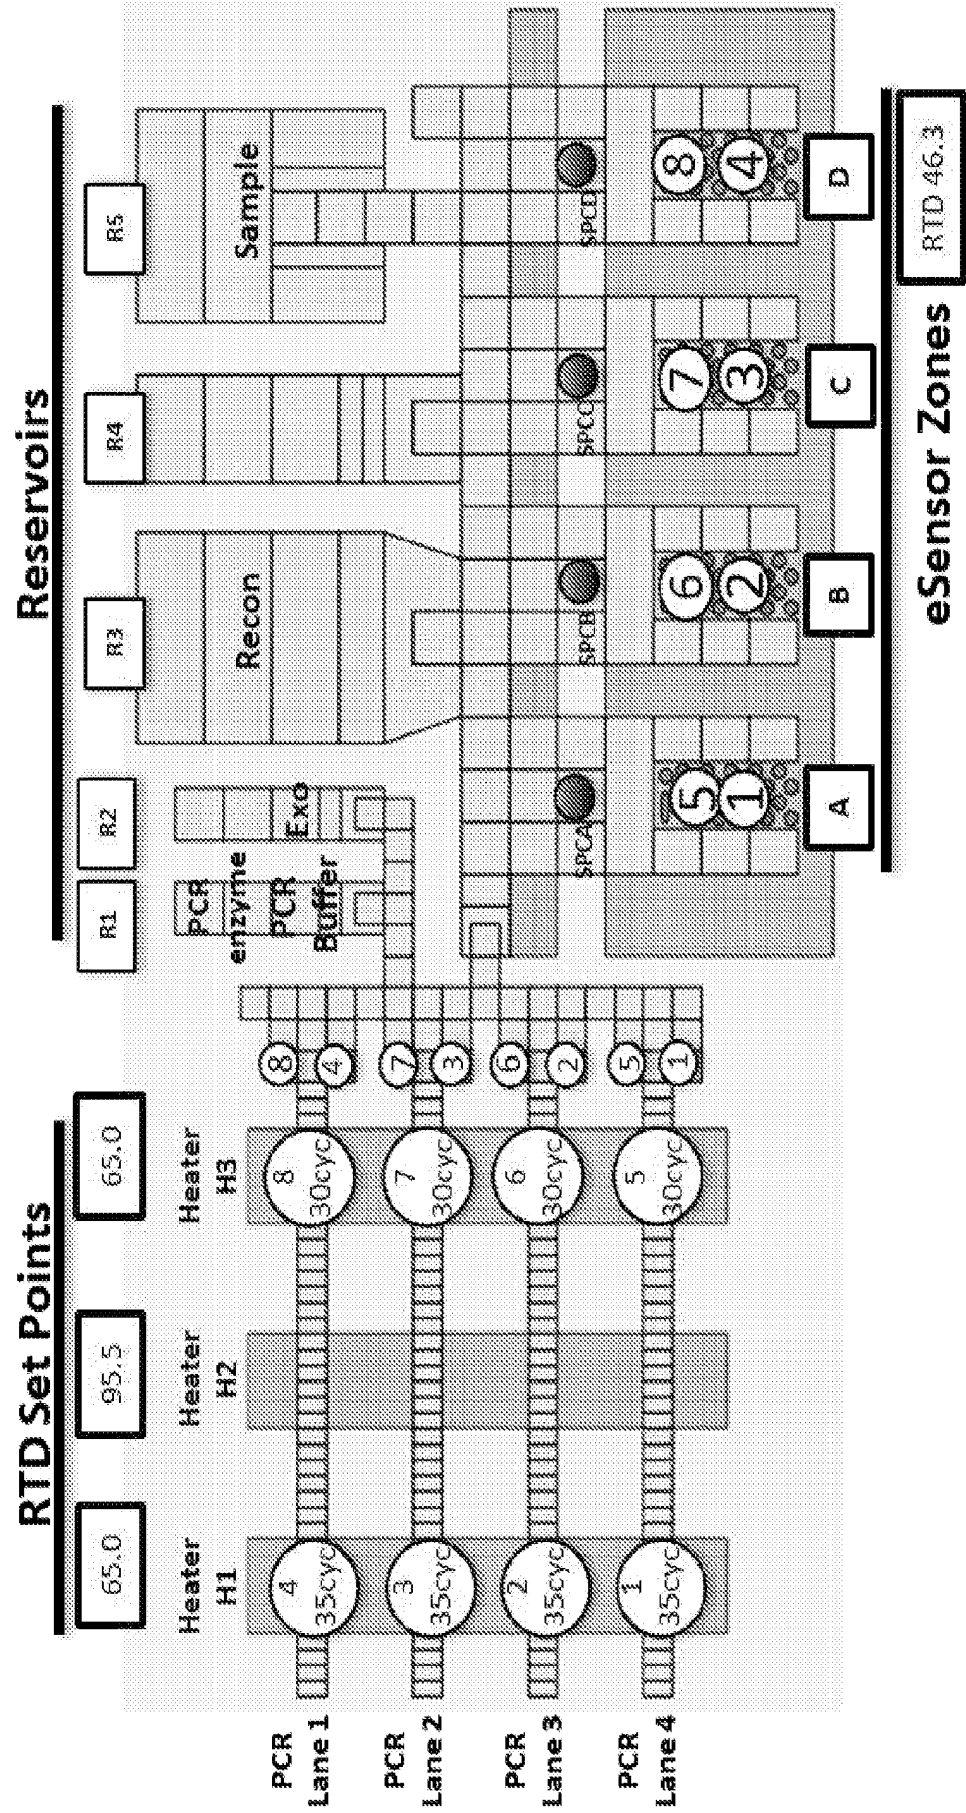 RTD Set Points
Reservoirs
65.0
95.5
65.0
R1
R2
R3
R4
R5
Heater
H1
Heater
H2
Heater
H3
PCR
enzyme
PCR
Buffer
Exo
Recon
Sample
PCR
Lane 1
4
35cyc
8
30cyc
8
4
PCR
Lane 2
3
35cyc
7
30cyc
7
3
PCR
Lane 3
2
35cyc
6
30cyc
6
2
PCR
Lane 4
1
35cyc
5
30cyc
5
1
SPCA
SPCB
SPCC
SPCD
5
1
6
2
7
3
8
4
A
B
C
D
eSensor Zones
RTD 46.3